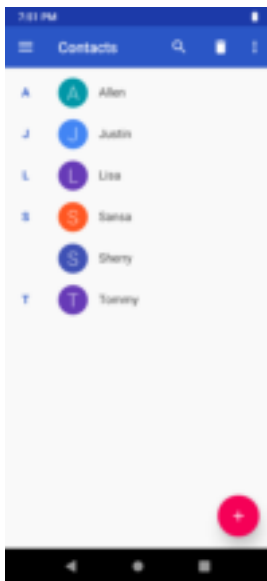 7:01 PM
Contacts
A A Allen
J J Justin
L L Lisa
S S Sansa
S Sherry
T T Tommy